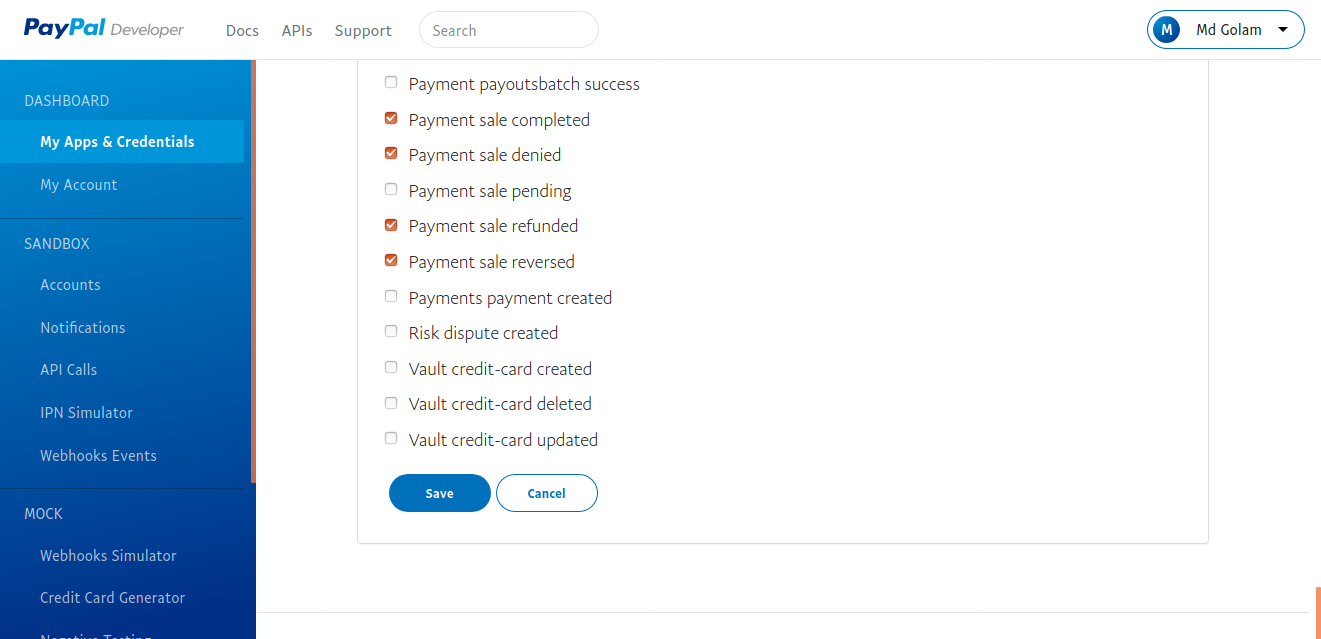 PayPal Developer
Docs
APIs
Support
Search
M
Md Golam
DASHBOARD
My Apps & Credentials
My Account
SANDBOX
Accounts
Notifications
API Calls
IPN Simulator
Webhooks Events
MOCK
Webhooks Simulator
Credit Card Generator
Negative Testing
Payment payoutsbatch success
Payment sale completed
Payment sale denied
Payment sale pending
Payment sale refunded
Payment sale reversed
Payments payment created
Risk dispute created
Vault credit-card created
Vault credit-card deleted
Vault credit-card updated
Save
Cancel